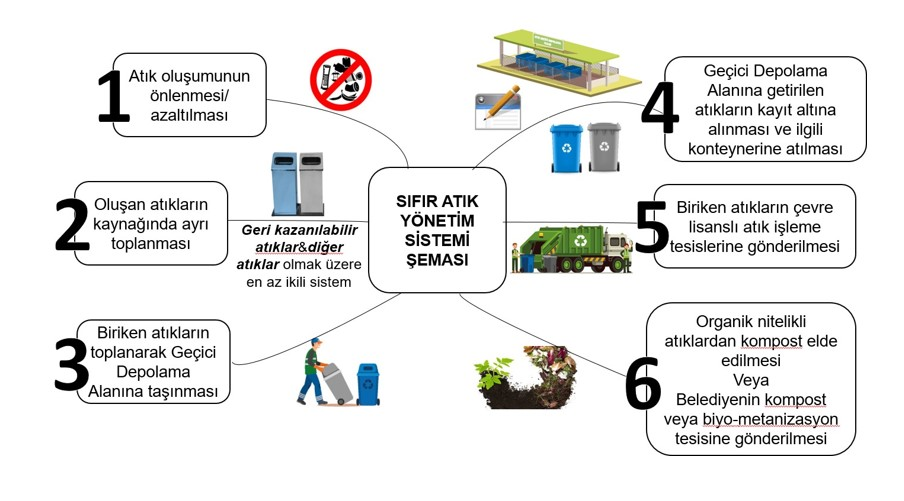 1
Atık oluşumunun
önlenmesi/
azaltılması
2
Oluşan atıkların
kaynağında ayrı
toplanması
Geri kazanılabilir
atıklar&diğer
atıklar olmak üzere
en az ikili sistem
3
Biriken atıkların
toplanarak Geçici
Depolama
Alanına taşınması
SIFIR ATIK
YÖNETİM
SİSTEMİ
ŞEMASI
4
Geçici Depolama
Alanına getirilen
atıkların kayıt altına
alınması ve ilgili
konteynerine atılması
5
Biriken atıkların çevre
lisanslı atık işleme
tesislerine gönderilmesi
6
Organik nitelikli
atıklardan kompost elde
edilmesi
Veya
Belediyenin kompost
veya biyo-metanizasyon
tesisine gönderilmesi